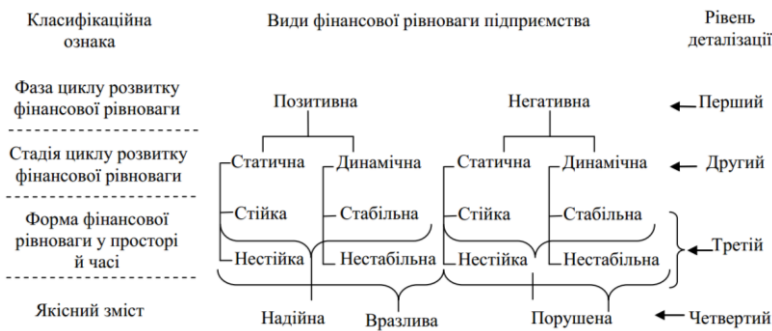 Класифікаційна
ознака
Види фінансової рівноваги підприємства
Рівень
деталізації
Фаза циклу розвитку
фінансової рівноваги
Позитивна
Негативна
Перший
Стадія циклу розвитку
фінансової рівноваги
Статична
Динамічна
Статична
Динамічна
Другий
Форма фінансової
рівноваги у просторі
й часі
Стійка
Стабільна
Стійка
Стабільна
Третій
Нестійка
Нестабільна
Нестійка
Нестабільна
Якісний зміст
Надійна
Вразлива
Порушена
Четвертий